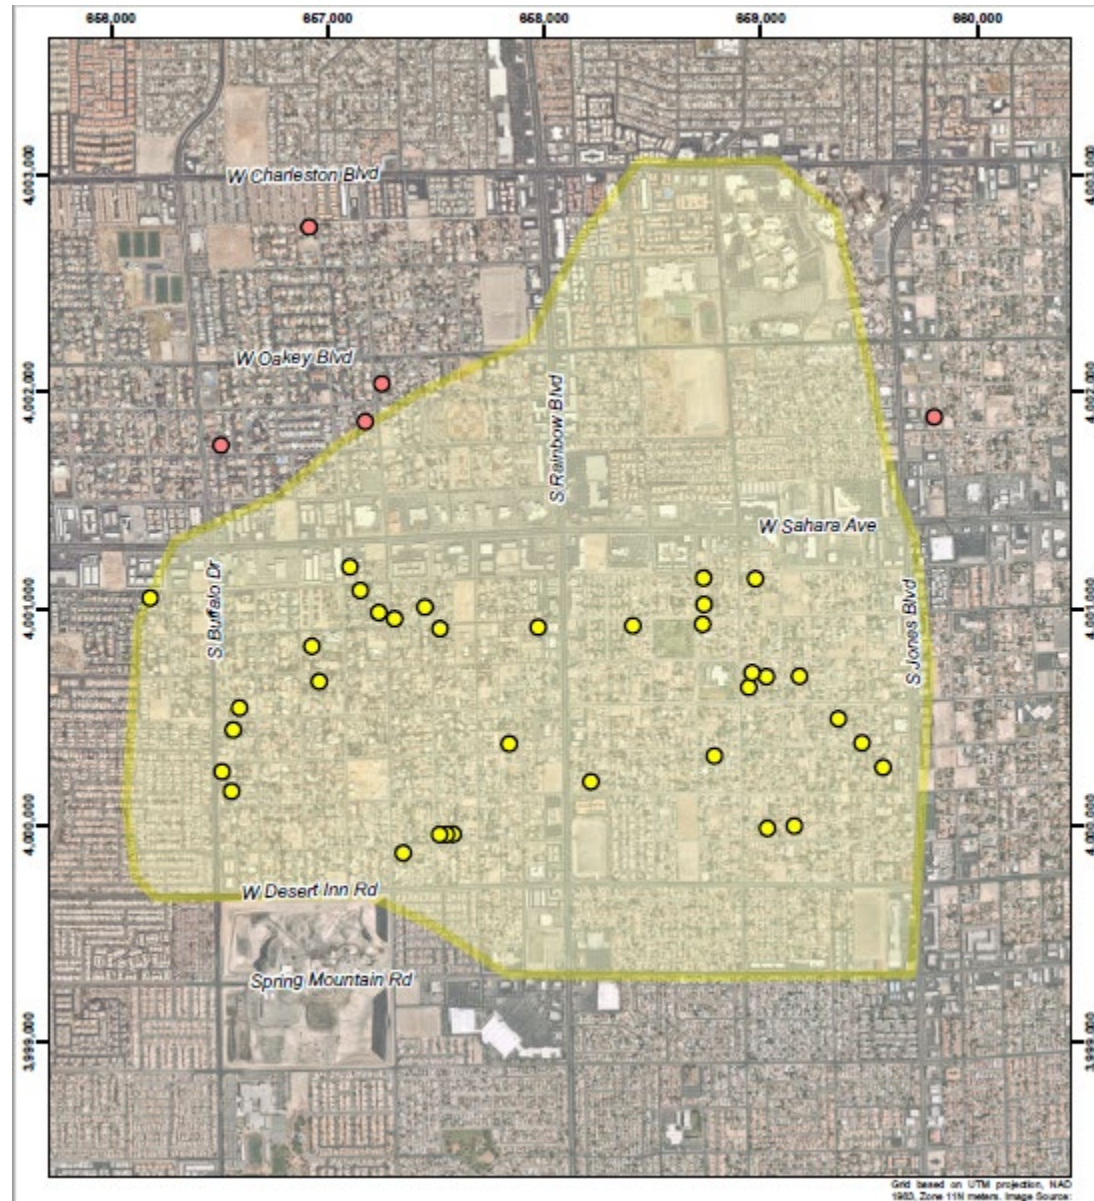 656,000 657,000 658,000 659,000 660,000
4,003,000 4,003,000
W Charleston Blvd
W Oakey Blvd
4,002,000 4,002,000
S Rainbow Blvd
W Sahara Ave
S Buffalo Dr
S Jones Blvd
4,001,000 4,001,000
4,000,000 4,000,000
W Desert Inn Rd
Spring Mountain Rd
3,999,000 3,999,000
Grid based on UTM projection, NAD
1983, Zone 11N meters. Image Source: